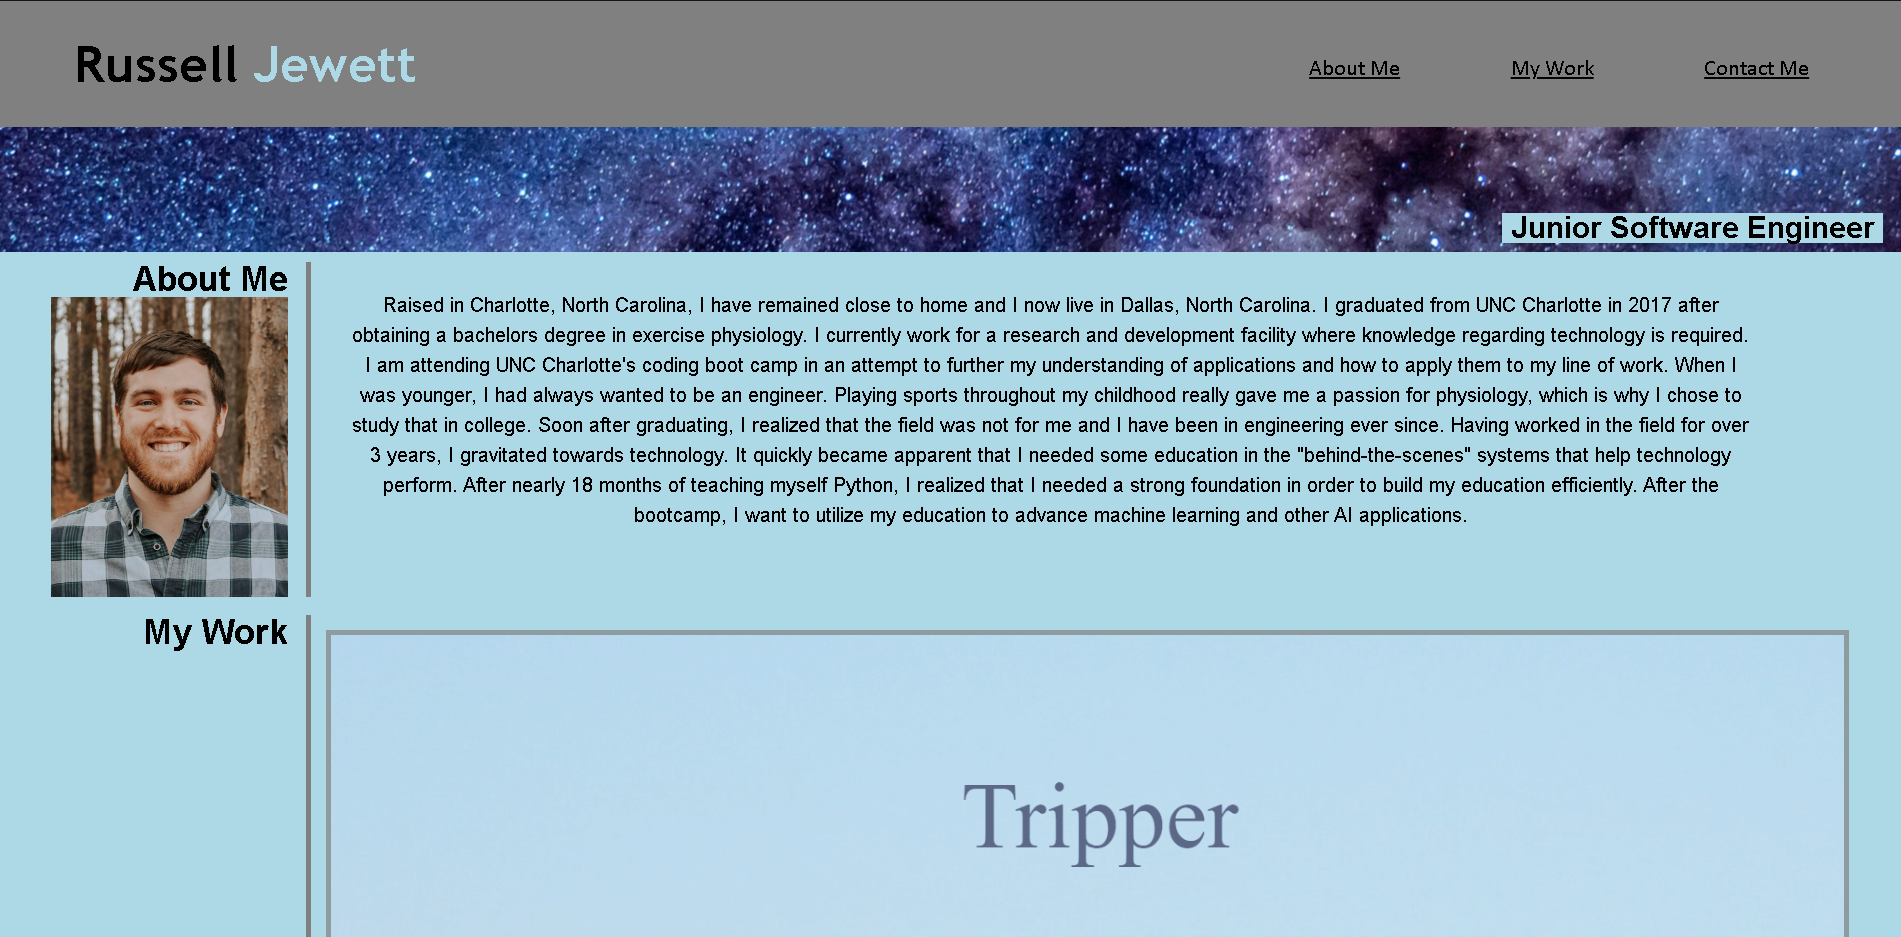 Russell Jewett
About Me
My Work
Contact Me
Junior Software Engineer
About Me
Raised in Charlotte, North Carolina, I have remained close to home and I now live in Dallas, North Carolina. I graduated from UNC Charlotte in 2017 after
obtaining a bachelors degree in exercise physiology. I currently work for a research and development facility where knowledge regarding technology is required.
I am attending UNC Charlotte's coding boot camp in an attempt to further my understanding of applications and how to apply them to my line of work. When I
was younger, I had always wanted to be an engineer. Playing sports throughout my childhood really gave me a passion for physiology, which is why I chose to
study that in college. Soon after graduating, I realized that the field was not for me and I have been in engineering ever since. Having worked in the field for over
3 years, I gravitated towards technology. It quickly became apparent that I needed some education in the "behind-the-scenes" systems that help technology
perform. After nearly 18 months of teaching myself Python, I realized that I needed a strong foundation in order to build my education efficiently. After the
bootcamp, I want to utilize my education to advance machine learning and other AI applications.
My Work
Tripper